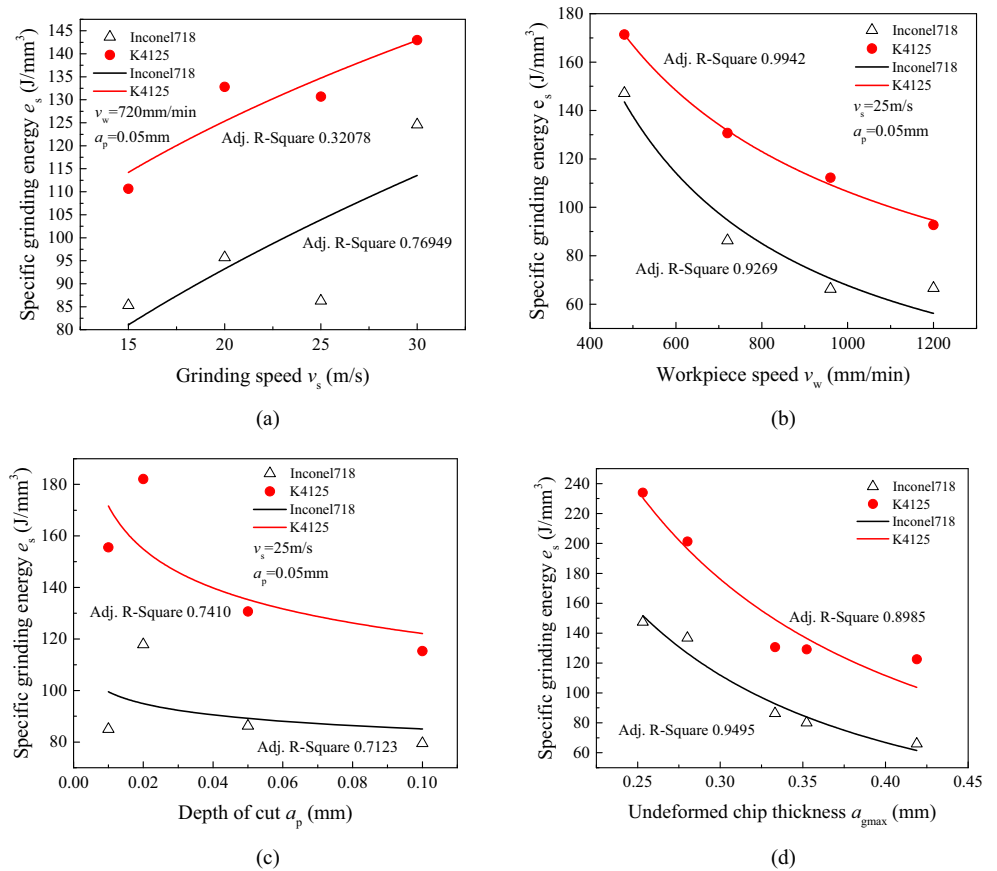 Specific grinding energy e_s (J/mm³)
145
140
135
130
125
120
115
110
105
100
95
90
85
80
Inconel718
K4125
Inconel718
K4125
v_w=720mm/min
a_p=0.05mm
Adj. R-Square 0.32078
Adj. R-Square 0.76949
15 20 25 30
Grinding speed v_s (m/s)
(a)
Specific grinding energy e_s (J/mm³)
180
160
140
120
100
80
60
Inconel718
K4125
Inconel718
K4125
v_s=25m/s
a_p=0.05mm
Adj. R-Square 0.9942
Adj. R-Square 0.9269
400 600 800 1000 1200
Workpiece speed v_w (mm/min)
(b)
Specific grinding energy e_s (J/mm³)
180
160
140
120
100
80
Inconel718
K4125
Inconel718
K4125
v_s=25m/s
a_p=0.05mm
Adj. R-Square 0.7410
Adj. R-Square 0.7123
0.00 0.02 0.04 0.06 0.08 0.10
Depth of cut a_p (mm)
(c)
Specific grinding energy e_s (J/mm³)
240
220
200
180
160
140
120
100
80
60
Inconel718
K4125
Inconel718
K4125
Adj. R-Square 0.8985
Adj. R-Square 0.9495
0.25 0.30 0.35 0.40 0.45
Undeformed chip thickness a_gmax (mm)
(d)